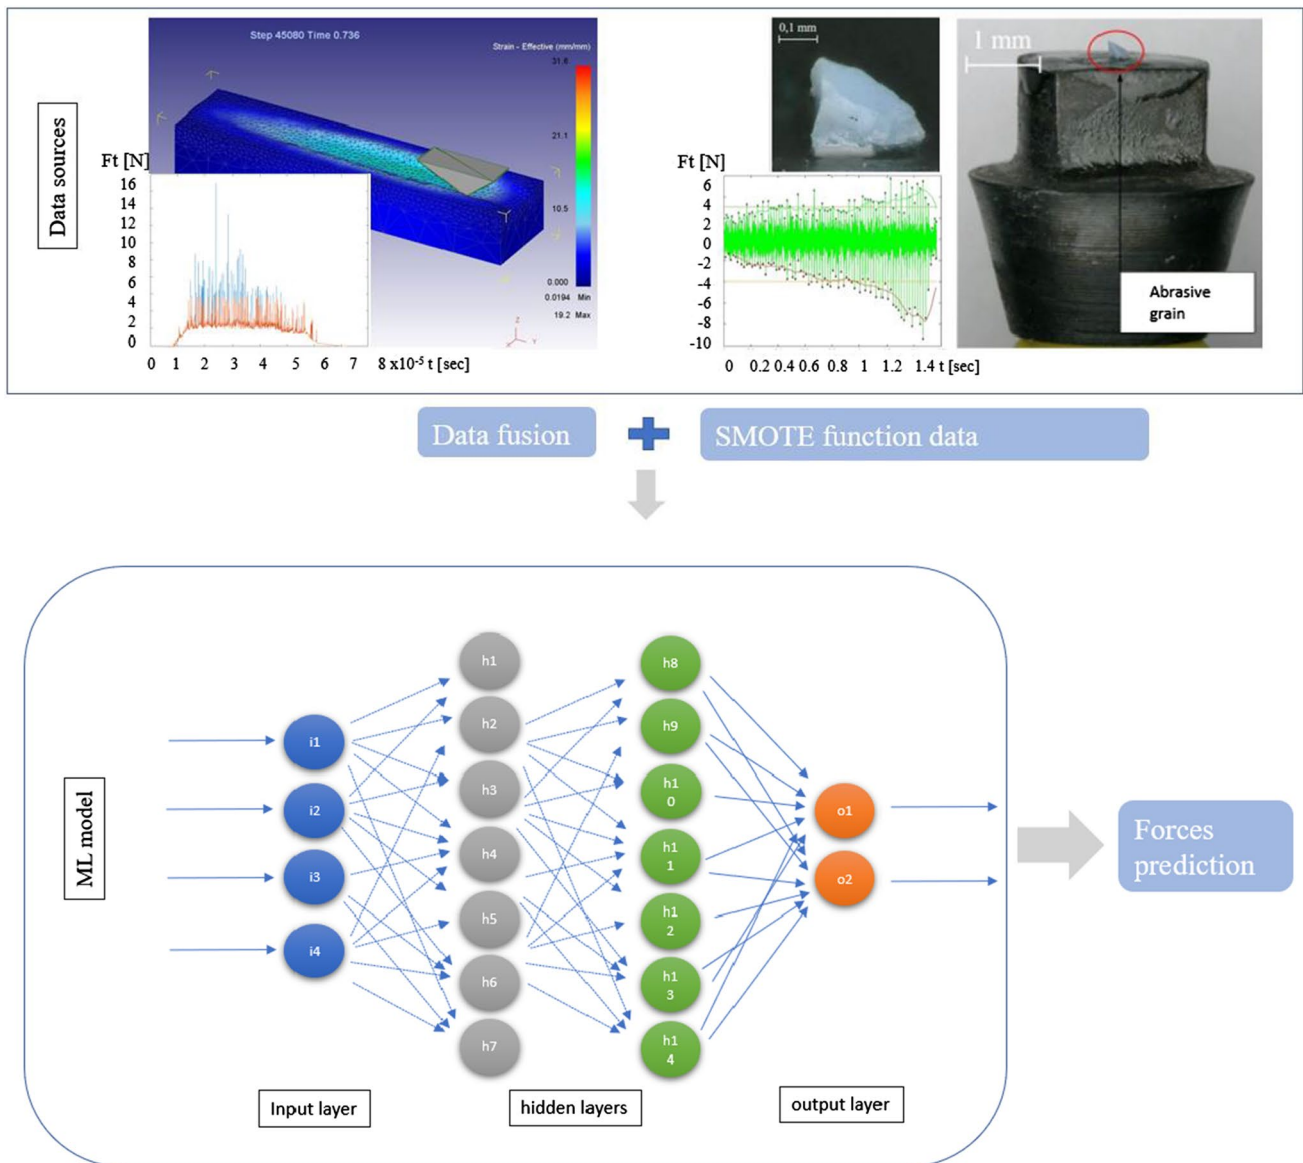 Data sources
Step 45080 Time 0.736
Strain - Effective (mm/mm)
31.6
21.1
10.5
0.000
0.0194 Min
19.2 Max
Z
X Y
Ft [N]
16
14
12
10
8
6
4
2
0
0 1 2 3 4 5 6 7 8 x10-5 t [sec]
0,1 mm
Ft [N]
6
4
2
0
-2
-4
-6
-8
-10
0 0.2 0.4 0.6 0.8 1 1.2 1.4 t [sec]
1 mm
Abrasive
grain
Data fusion
SMOTE function data
ML model
i1
i2
i3
i4
h1
h2
h3
h4
h5
h6
h7
h8
h9
h1
0
h1
1
h1
2
h1
3
h1
4
o1
o2
Input layer
hidden layers
output layer
Forces
prediction